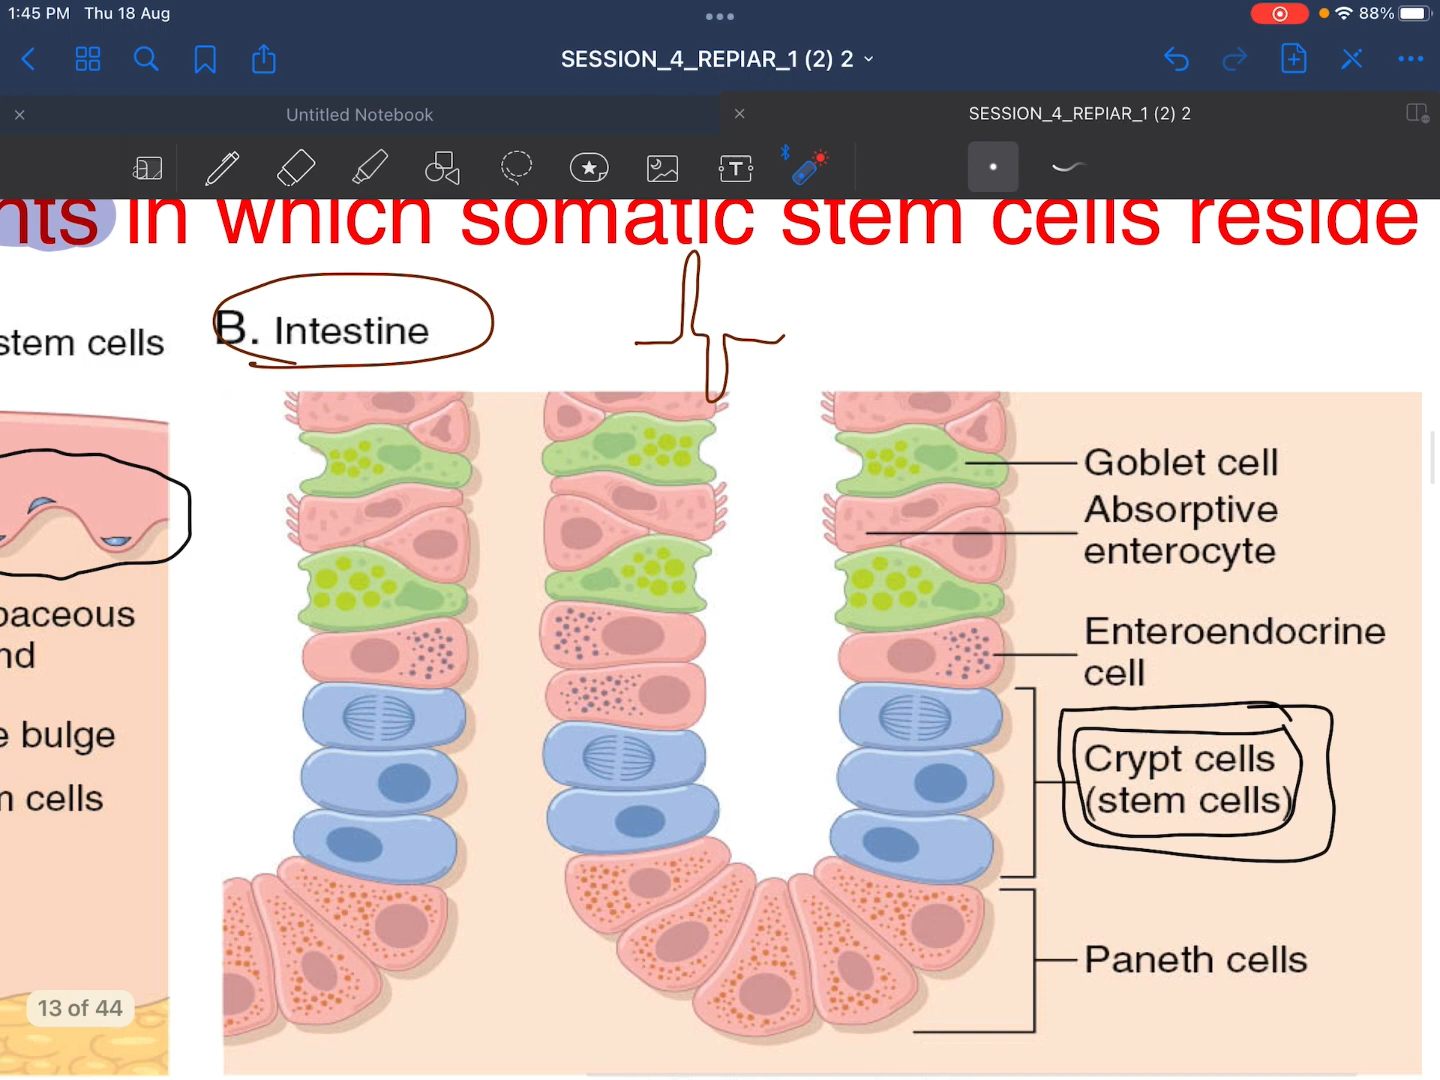 1:45 PM Thu 18 Aug
88%
SESSION_4_REPIAR_1 (2) 2
Untitled Notebook
SESSION_4_REPIAR_1 (2) 2
nts in which somatic stem cells reside
stem cells
B. Intestine
Goblet cell
Absorptive
enterocyte
baceous
nd
Enteroendocrine
cell
e bulge
Crypt cells
(stem cells)
n cells
Paneth cells
13 of 44